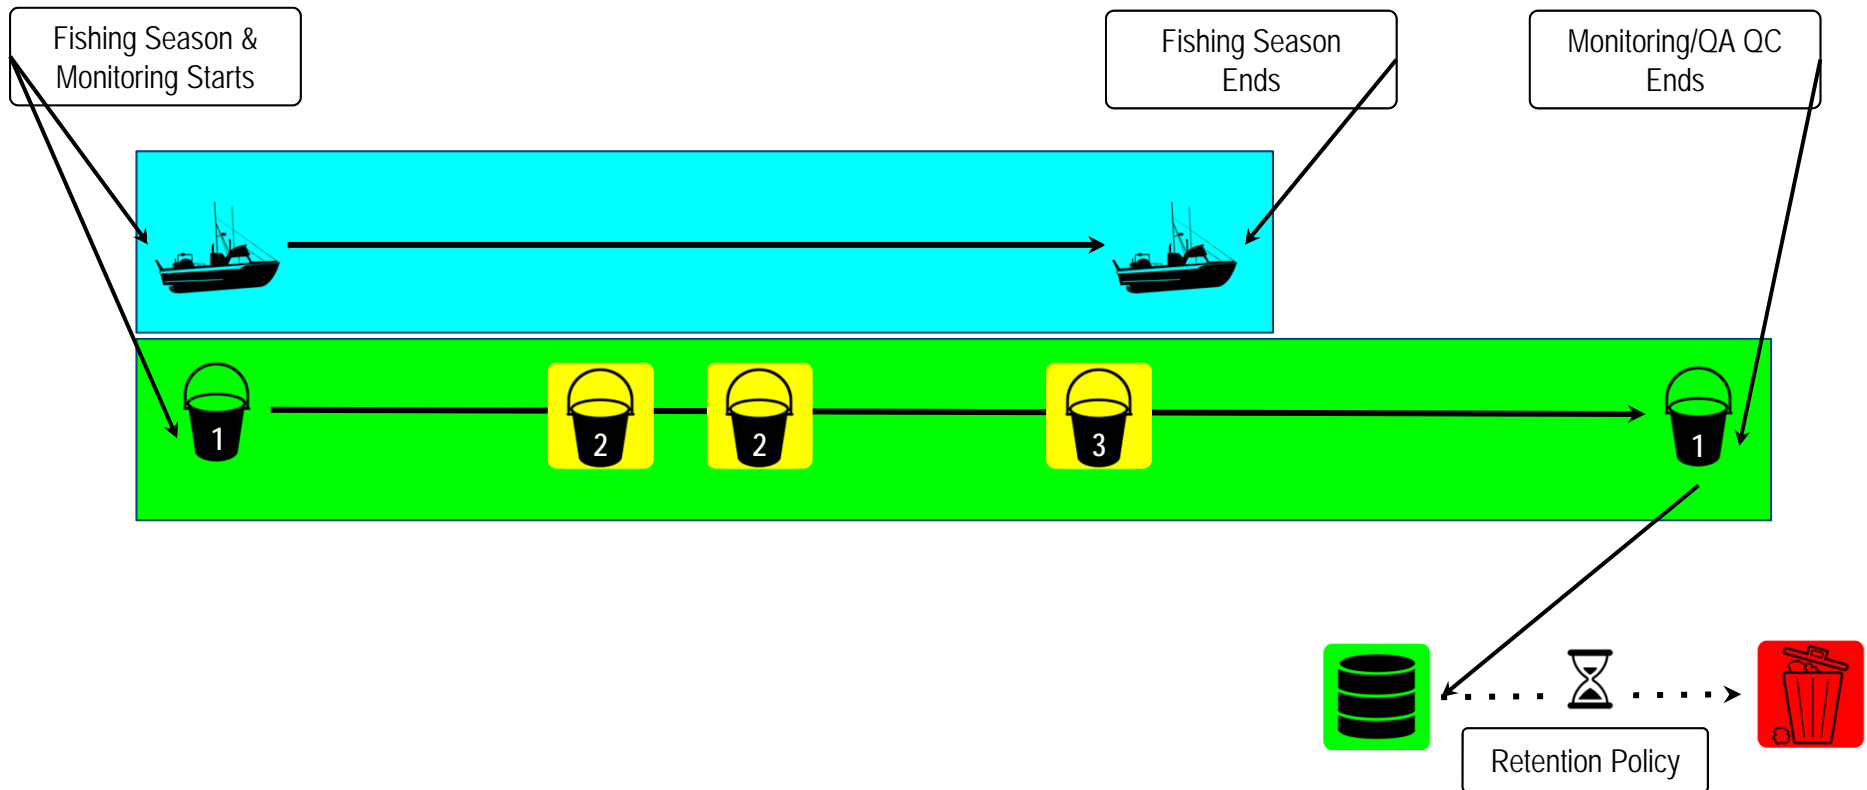 Fishing Season &
Monitoring Starts
Fishing Season
Ends
Monitoring/QA QC
Ends
1
2
2
3
1
Retention Policy